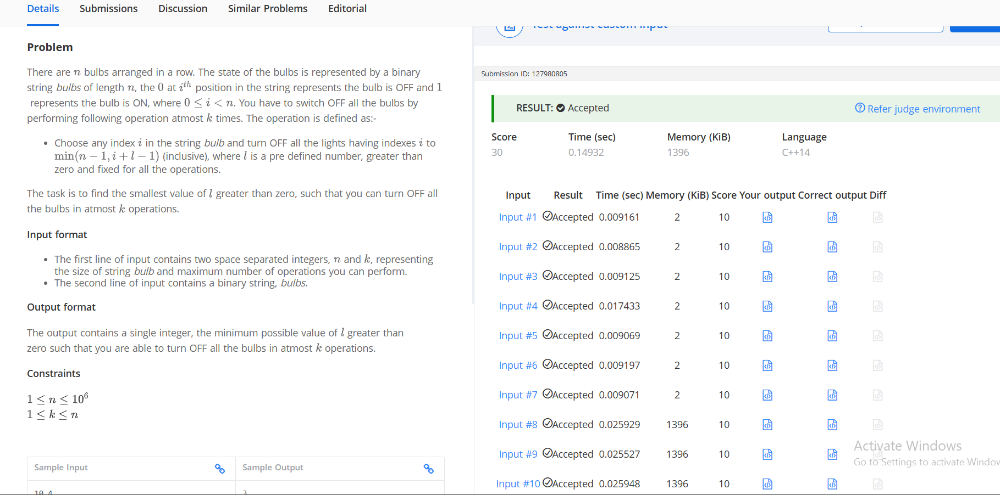 Details Submissions Discussion Similar Problems Editorial
Problem
There are n bulbs arranged in a row. The state of the bulbs is represented by a binary
string bulbs of length n, the 0 at i^th position in the string represents the bulb is OFF and 1
represents the bulb is ON, where 0 ≤ i < n. You have to switch OFF all the bulbs by
performing following operation atmost k times. The operation is defined as:-
• Choose any index i in the string bulb and turn OFF all the lights having indexes i to
min(n − 1, i + l − 1) (inclusive), where l is a pre defined number, greater than
zero and fixed for all the operations.
The task is to find the smallest value of l greater than zero, such that you can turn OFF all
the bulbs in atmost k operations.
Input format
• The first line of input contains two space separated integers, n and k, representing
the size of string bulb and maximum number of operations you can perform.
• The second line of input contains a binary string, bulbs.
Output format
The output contains a single integer, the minimum possible value of l greater than
zero such that you are able to turn OFF all the bulbs in atmost k operations.
Constraints
1 ≤ n ≤ 10^6
1 ≤ k ≤ n
Sample Input Sample Output
10 4 3
Test against custom input
Submission ID: 127980805
RESULT: Accepted Refer judge environment
Score Time (sec) Memory (KiB) Language
30 0.14932 1396 C++14
Input Result Time (sec) Memory (KiB) Score Your output Correct output Diff
Input #1 Accepted 0.009161 2 10
Input #2 Accepted 0.008865 2 10
Input #3 Accepted 0.009125 2 10
Input #4 Accepted 0.017433 2 10
Input #5 Accepted 0.009069 2 10
Input #6 Accepted 0.009197 2 10
Input #7 Accepted 0.009071 2 10
Input #8 Accepted 0.025929 1396 10
Input #9 Accepted 0.025527 1396 10
Input #10 Accepted 0.025948 1396 10
Activate Windows
Go to Settings to activate Window